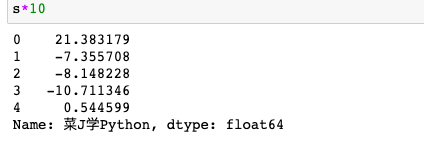 s*10
0    21.383179
1    -7.355708
2    -8.148228
3   -10.711346
4     0.544599
Name: 菜J学Python, dtype: float64